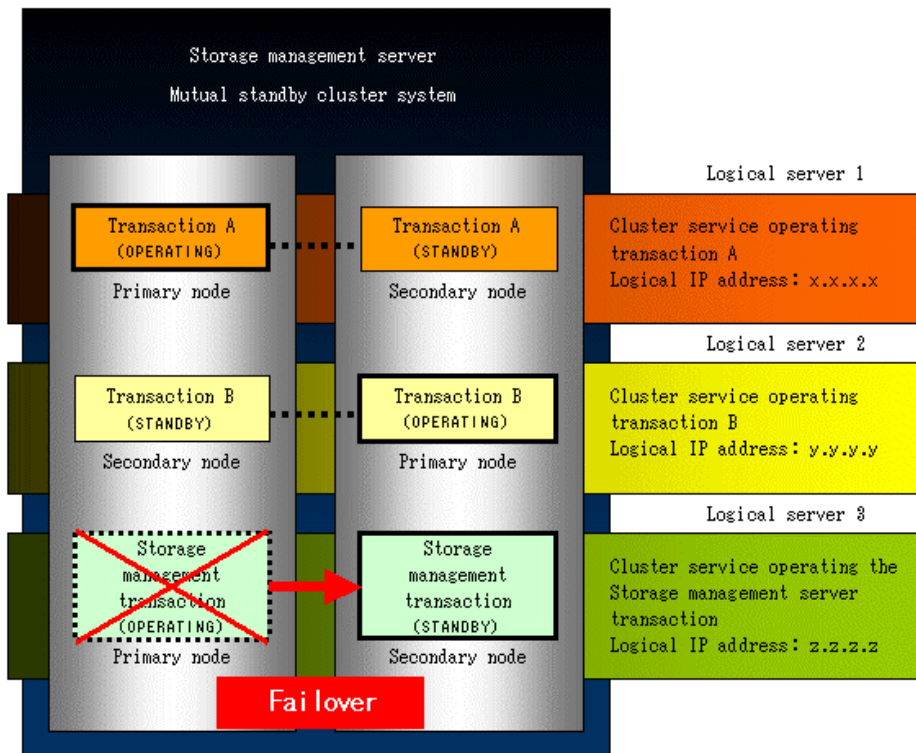 Storage management server
Mutual standby cluster system
Logical server 1
Transaction A
(OPERATING)
Primary node
Transaction A
(STANDBY)
Secondary node
Cluster service operating
transaction A
Logical IP address: x.x.x.x
Logical server 2
Transaction B
(STANDBY)
Secondary node
Transaction B
(OPERATING)
Primary node
Cluster service operating
transaction B
Logical IP address: y.y.y.y
Logical server 3
Storage
management
transaction
(OPERATING)
Primary node
Storage
management
transaction
(STANDBY)
Secondary node
Cluster service operating the
Storage management server
transaction
Logical IP address: z.z.z.z
Failover